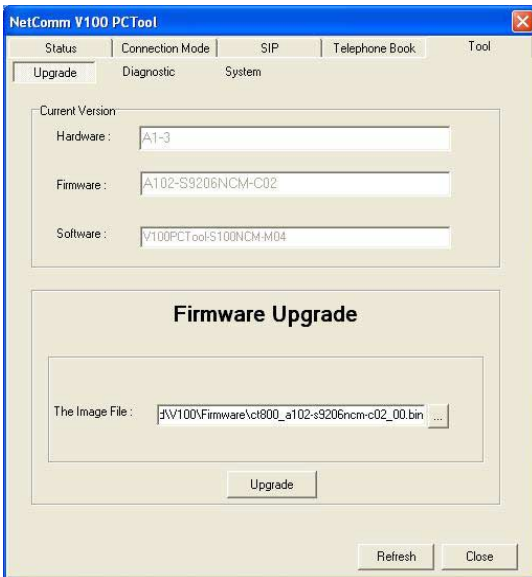 NetComm V100 PCTool
Status Connection Mode SIP Telephone Book Tool
Upgrade Diagnostic System
Current Version
Hardware : A1-3
Firmware : A102-S9206NCM-C02
Software : V100PCTool-S100NCM-M04
Firmware Upgrade
The Image File : \V100\Firmware\ct800_a102-s9206ncm-c02_00.bin ...
Upgrade
Refresh Close